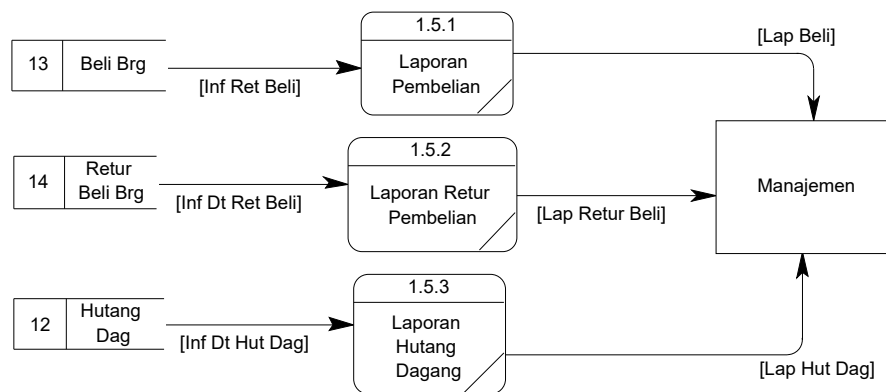 13
Beli Brg
[Inf Ret Beli]
1.5.1
Laporan
Pembelian
[Lap Beli]
14
Retur
Beli Brg
[Inf Dt Ret Beli]
1.5.2
Laporan Retur
Pembelian
[Lap Retur Beli]
Manajemen
12
Hutang
Dag
[Inf Dt Hut Dag]
1.5.3
Laporan
Hutang
Dagang
[Lap Hut Dag]